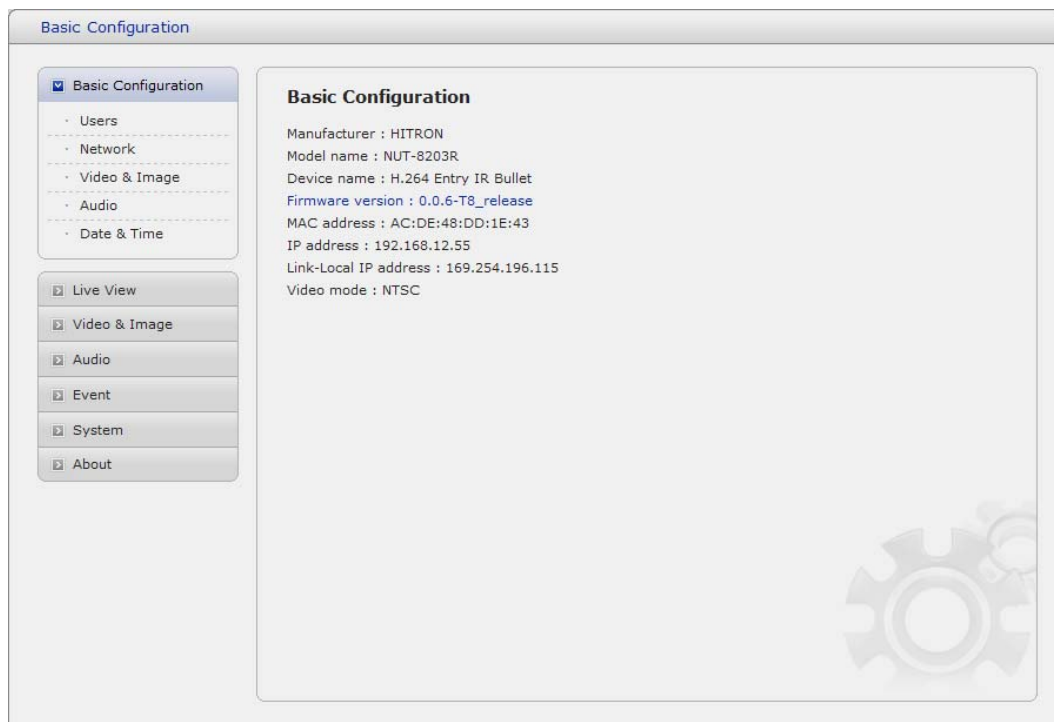 Basic Configuration
Basic Configuration
· Users
· Network
· Video & Image
· Audio
· Date & Time
Live View
Video & Image
Audio
Event
System
About
Basic Configuration
Manufacturer : HITRON
Model name : NUT-8203R
Device name : H.264 Entry IR Bullet
Firmware version : 0.0.6-T8_release
MAC address : AC:DE:48:DD:1E:43
IP address : 192.168.12.55
Link-Local IP address : 169.254.196.115
Video mode : NTSC